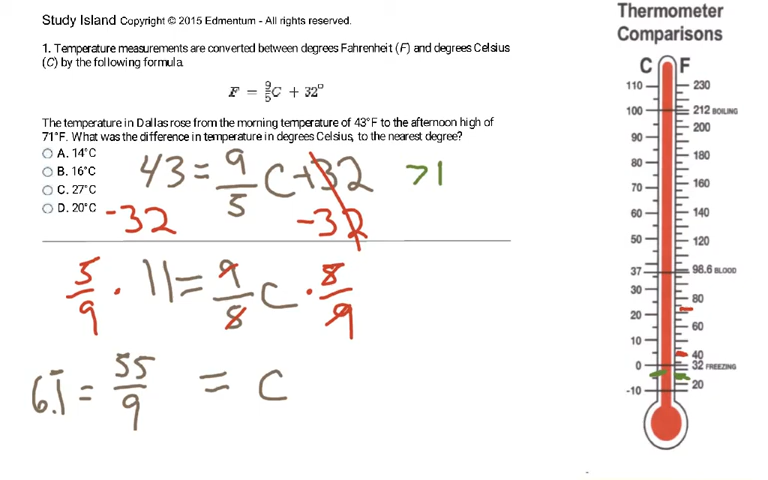 Study Island Copyright © 2015 Edmentum - All rights reserved.
1. Temperature measurements are converted between degrees Fahrenheit (F) and degrees Celsius
(C) by the following formula.
F = 9/5 C + 32°
The temperature in Dallas rose from the morning temperature of 43°F to the afternoon high of
71°F. What was the difference in temperature in degrees Celsius, to the nearest degree?
A. 14°C
B. 16°C
C. 27°C
D. 20°C
43 = 9/5 C + 32
71
-32 -32
5/9 · 11 = 9/5 C · 5/9
6.1̅ = 55/9 = C
Thermometer
Comparisons
C F
110 230
100 212 BOILING
90 200
80 180
70 160
60 140
50 120
37 98.6 BLOOD
30 80
20 60
10 40
0 32 FREEZING
-10 20